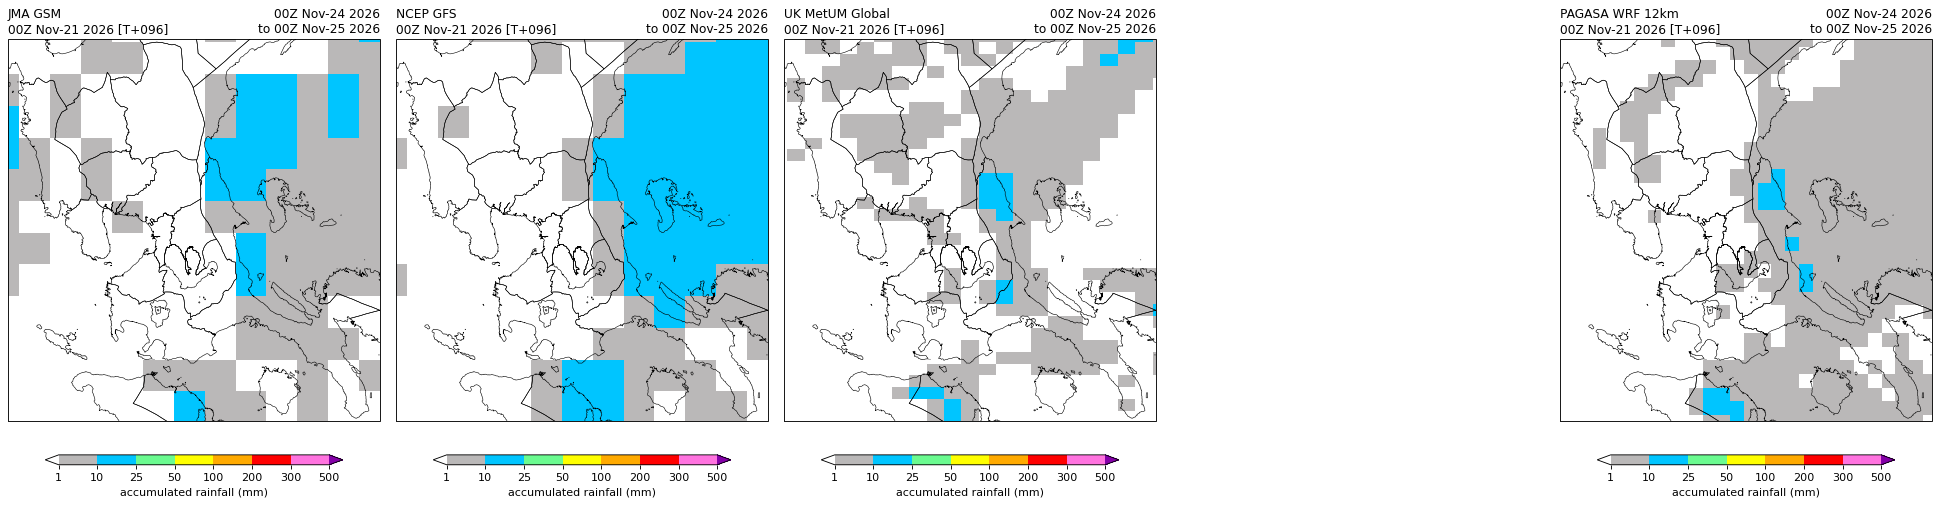 JMA GSM 00Z Nov-24 2026
00Z Nov-21 2026 [T+096] to 00Z Nov-25 2026
1 10 25 50 100 200 300 500
accumulated rainfall (mm)
NCEP GFS 00Z Nov-24 2026
00Z Nov-21 2026 [T+096] to 00Z Nov-25 2026
1 10 25 50 100 200 300 500
accumulated rainfall (mm)
UK MetUM Global 00Z Nov-24 2026
00Z Nov-21 2026 [T+096] to 00Z Nov-25 2026
1 10 25 50 100 200 300 500
accumulated rainfall (mm)
PAGASA WRF 12km 00Z Nov-24 2026
00Z Nov-21 2026 [T+096] to 00Z Nov-25 2026
1 10 25 50 100 200 300 500
accumulated rainfall (mm)